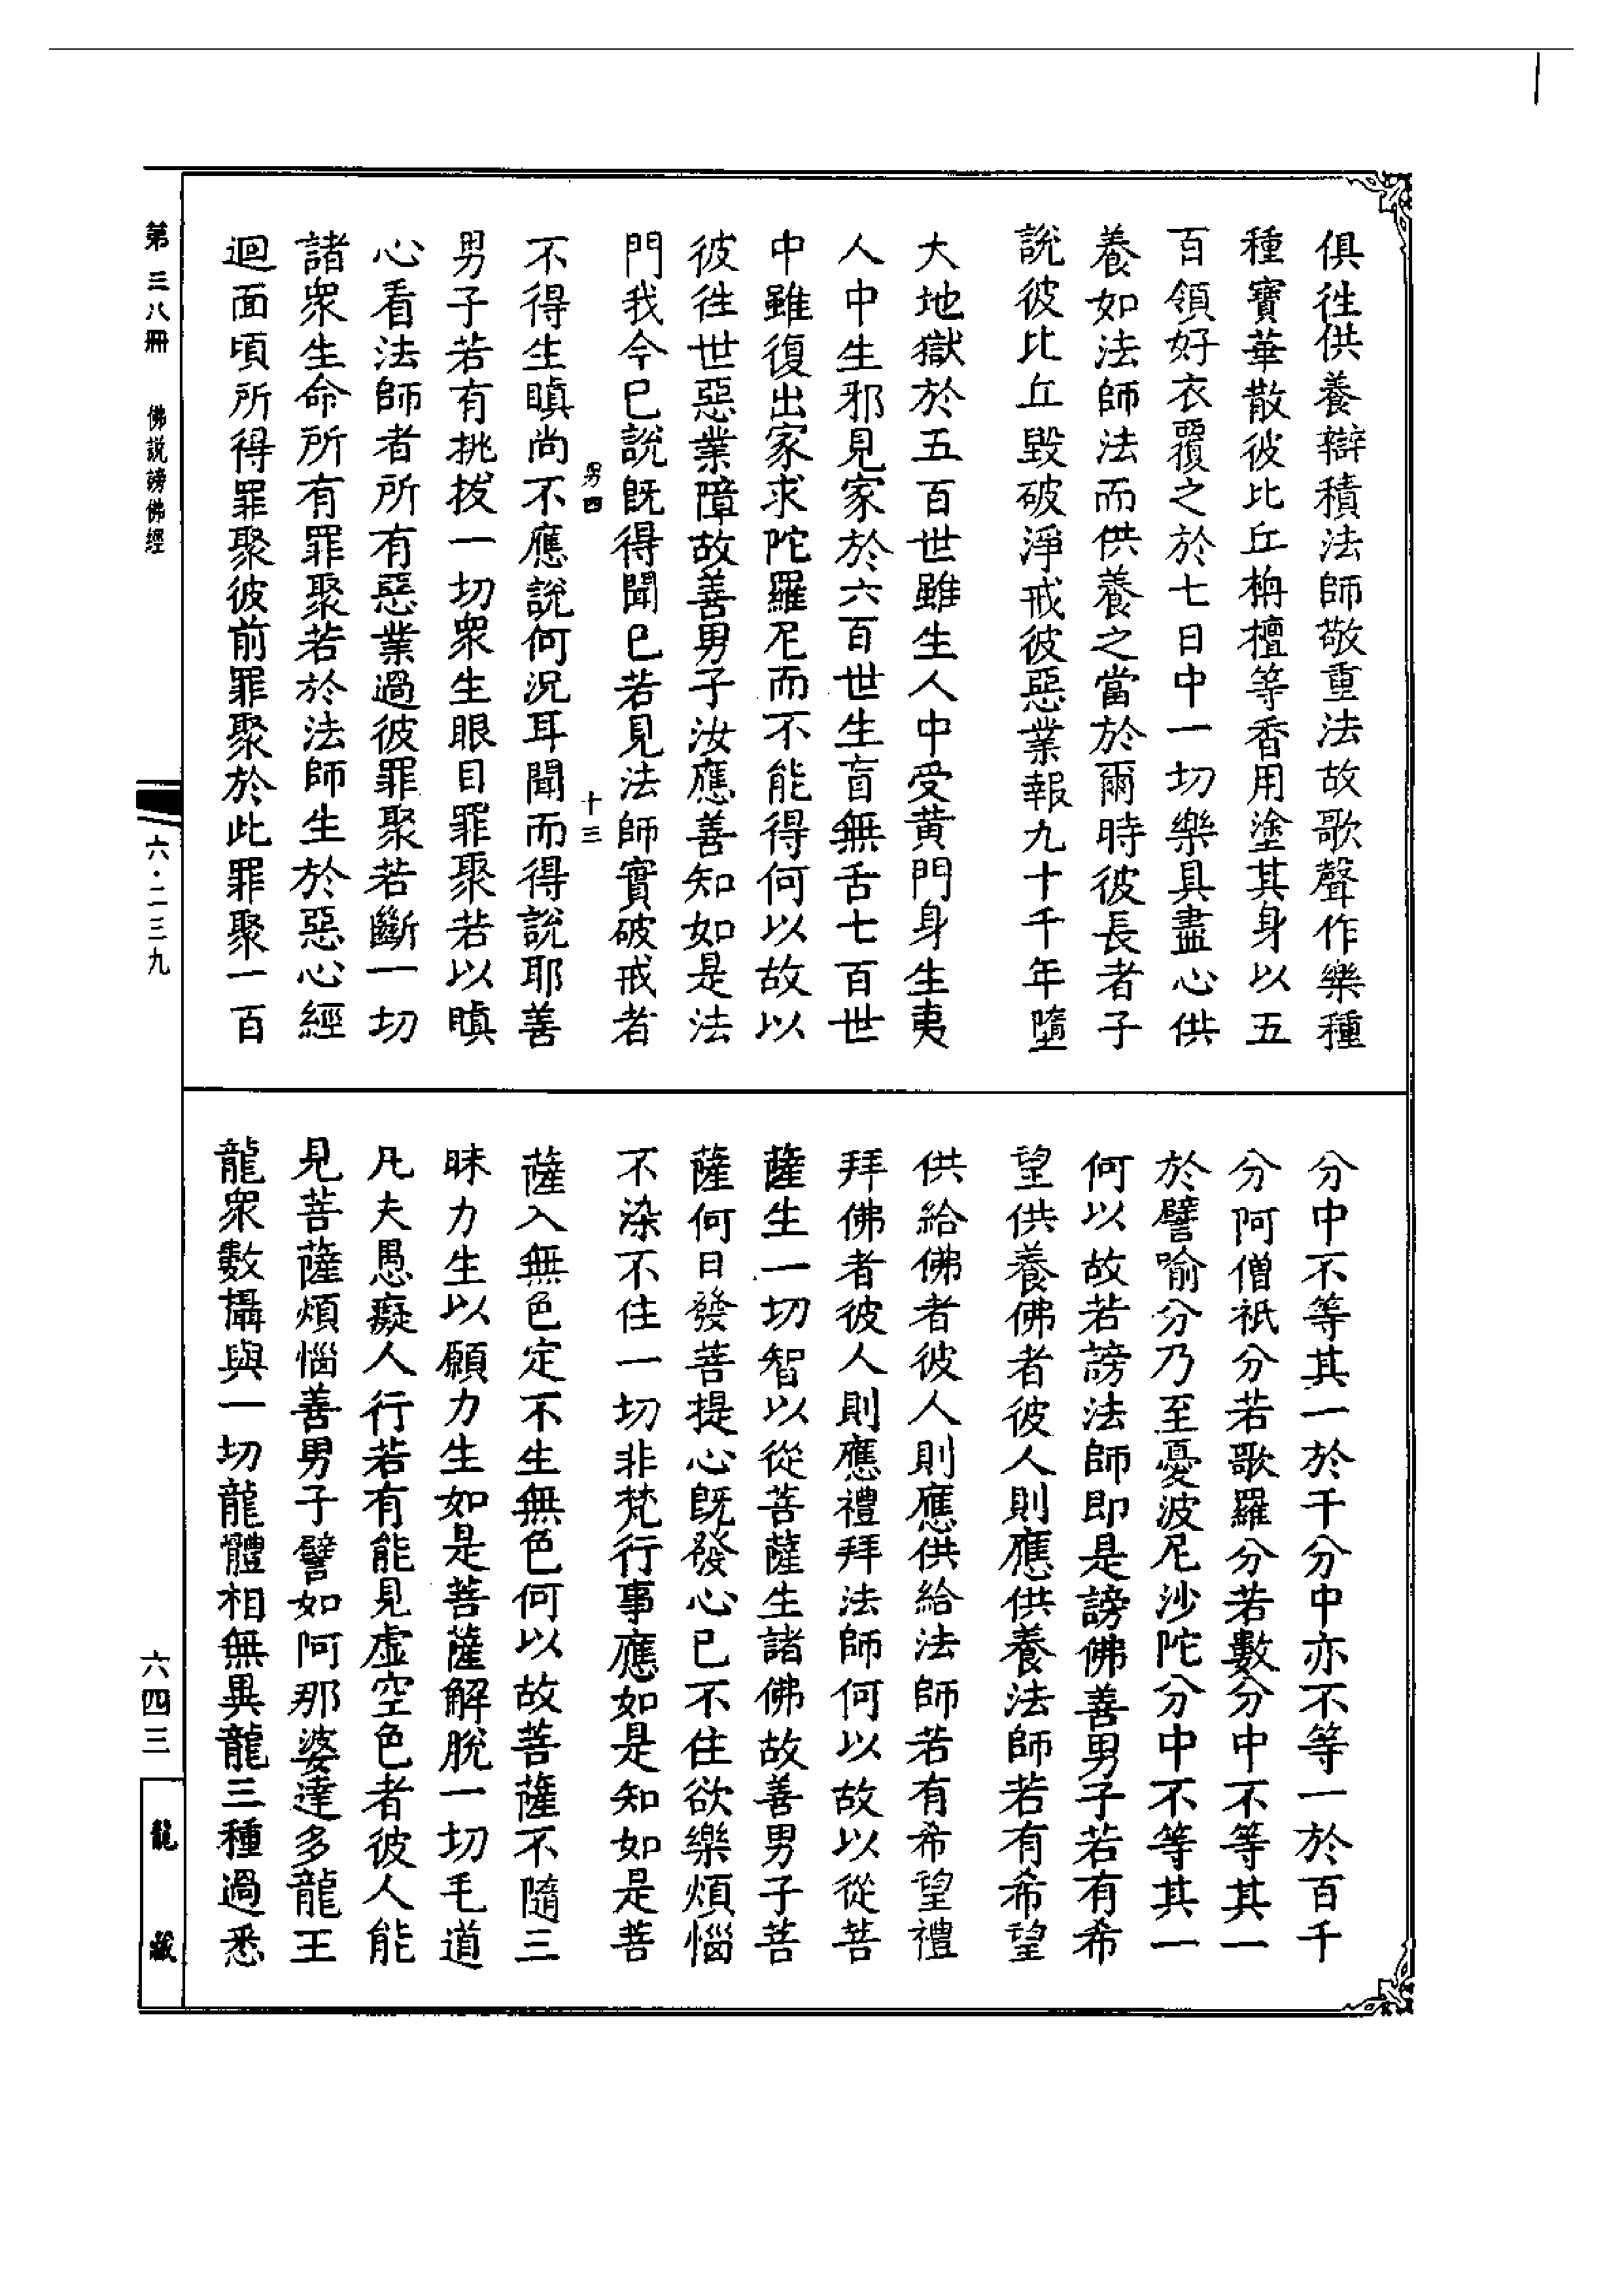 俱往供養辯積法師敬重法故歌聲作樂種
種寶華散彼比丘栴檀等香用塗其身以五
百領好衣覆之於七日中一切樂具盡心供
養如法師法而供養之當於爾時彼長者子
說彼比丘毀破淨戒彼惡業報九十千年墮
大地獄於五百世雖生人中受黃門身生夷
人中生邪見家於六百世生盲無舌七百世
中雖復出家求陀羅尼而不能得何以故以
彼往世惡業障故善男子汝應善知如是法
門我今已說既得聞已若見法師實破戒者
男四 十三
不得生瞋尚不應說何況耳聞而得說耶善
男子若有挑拔一切衆生眼目罪聚若以瞋
心看法師者所有惡業過彼罪聚若斷一切
諸衆生命所有罪聚若於法師生於惡心經
迴面頃所得罪聚彼前罪聚於此罪聚一百
分中不等其一於千分中亦不等一於百千
分阿僧祇分若歌羅分若數分中不等其一
於譬喻分乃至憂波尼沙陀分中不等其一
何以故若謗法師即是謗佛善男子若有希
望供養佛者彼人則應供養法師若有希望
供給佛者彼人則應供給法師若有希望禮
拜佛者彼人則應禮拜法師何以故以從菩
薩生一切智以從菩薩生諸佛故善男子菩
薩何日發菩提心既發心已不住欲樂煩惱
不染不住一切非梵行事應如是知如是菩
薩入無色定不生無色何以故菩薩不隨三
昧力生以願力生如是菩薩解脫一切毛道
凡夫愚癡人行若有能見虛空色者彼人能
見菩薩煩惱善男子譬如阿那婆達多龍王
龍衆數攝與一切龍體相無異龍三種過悉
第三八冊 佛說謗佛經
六·二三九
六四三
龍藏